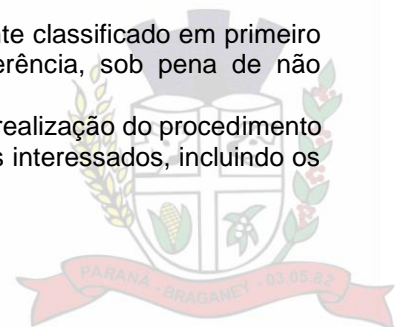 nte classificado em primeiro
erência, sob pena de não
realização do procedimento
s interessados, incluindo os
PARANÁ - BRAGANEY - 03.05.82